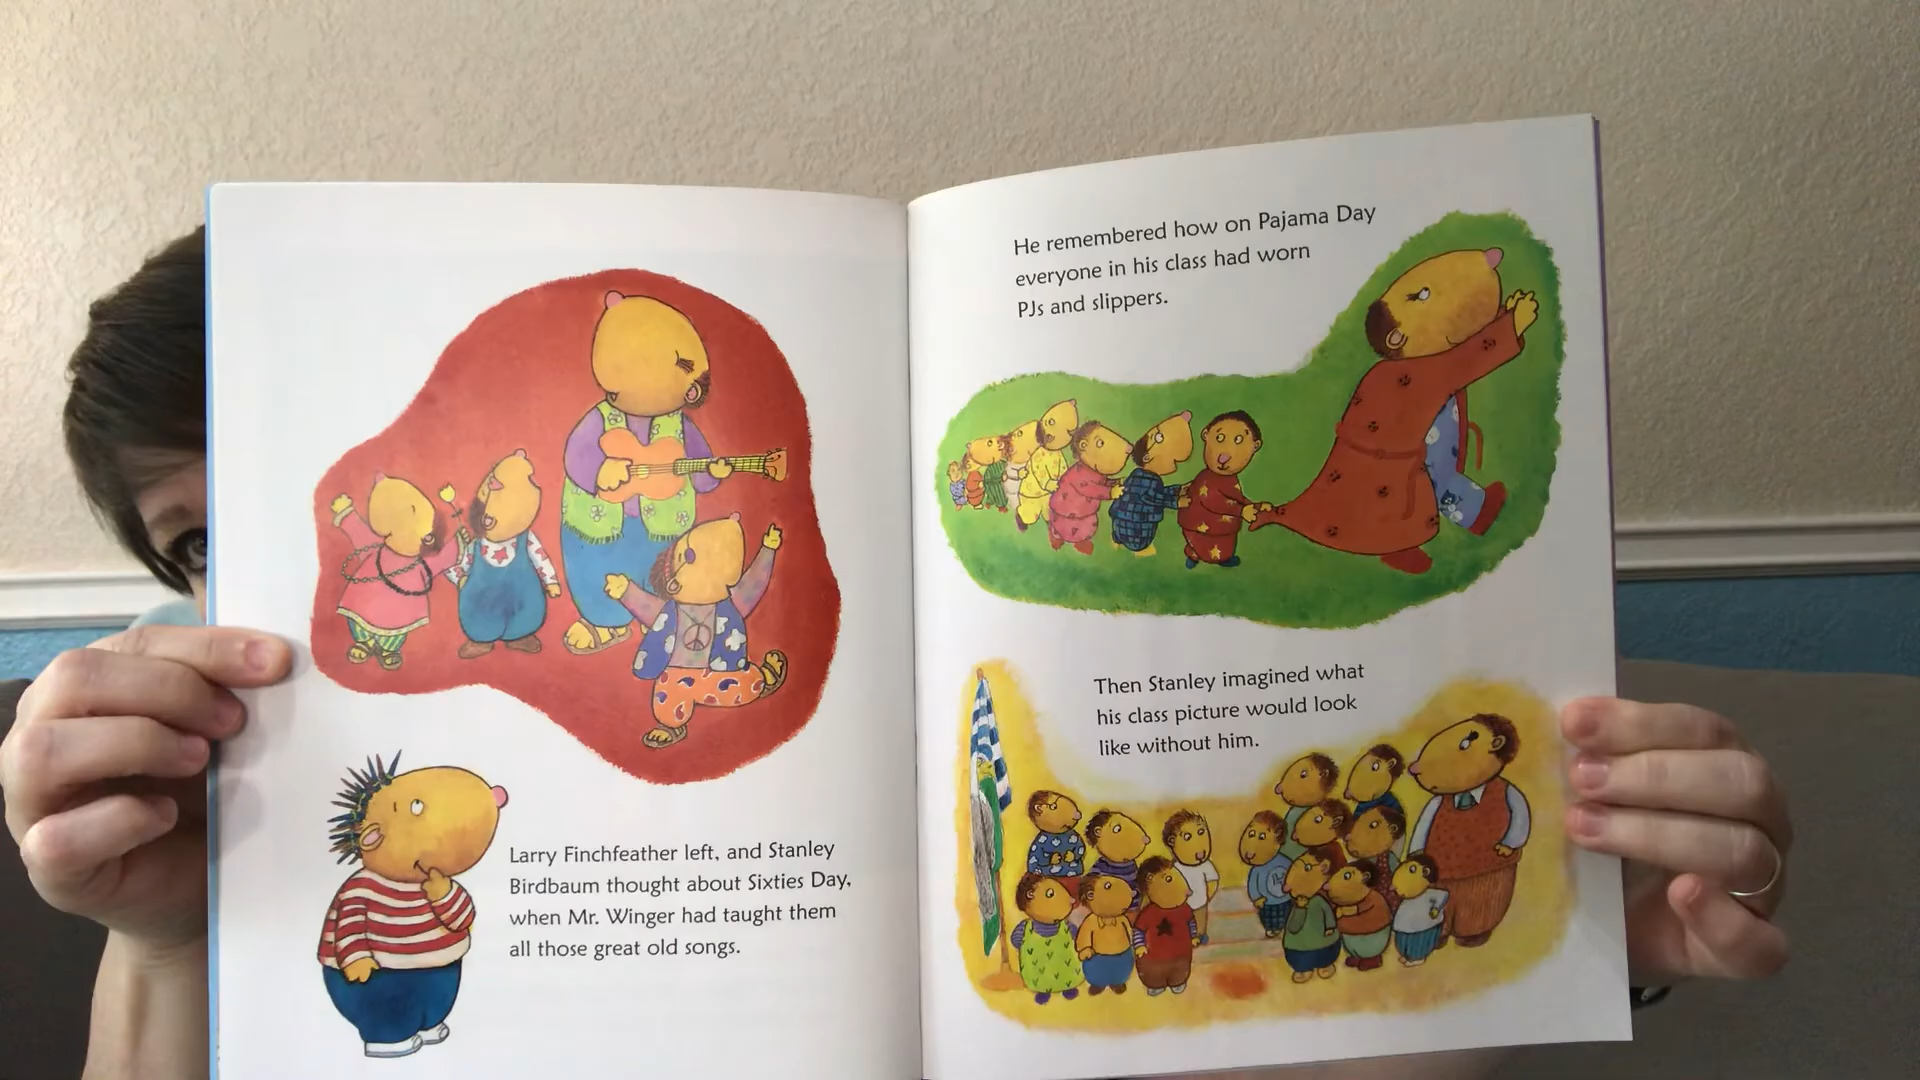 Larry Finchfeather left, and Stanley
Birdbaum thought about Sixties Day,
when Mr. Winger had taught them
all those great old songs.
He remembered how on Pajama Day
everyone in his class had worn
PJs and slippers.
Then Stanley imagined what
his class picture would look
like without him.